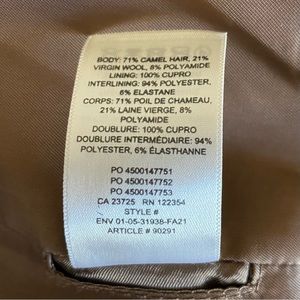 BODY: 71% CAMEL HAIR, 21%
VIRGIN WOOL, 8% POLYAMIDE
LINING: 100% CUPRO
INTERLINING: 94% POLYESTER,
6% ELASTANE
CORPS: 71% POIL DE CHAMEAU,
21% LAINE VIERGE, 8%
POLYAMIDE
DOUBLURE: 100% CUPRO
DOUBLURE INTERMÉDIAIRE: 94%
POLYESTER, 6% ÉLASTHANNE
PO 4500147751
PO 4500147752
PO 4500147753
CA 23725 RN 122354
STYLE #
ENV 01-05-31938-FA21
ARTICLE # 90291